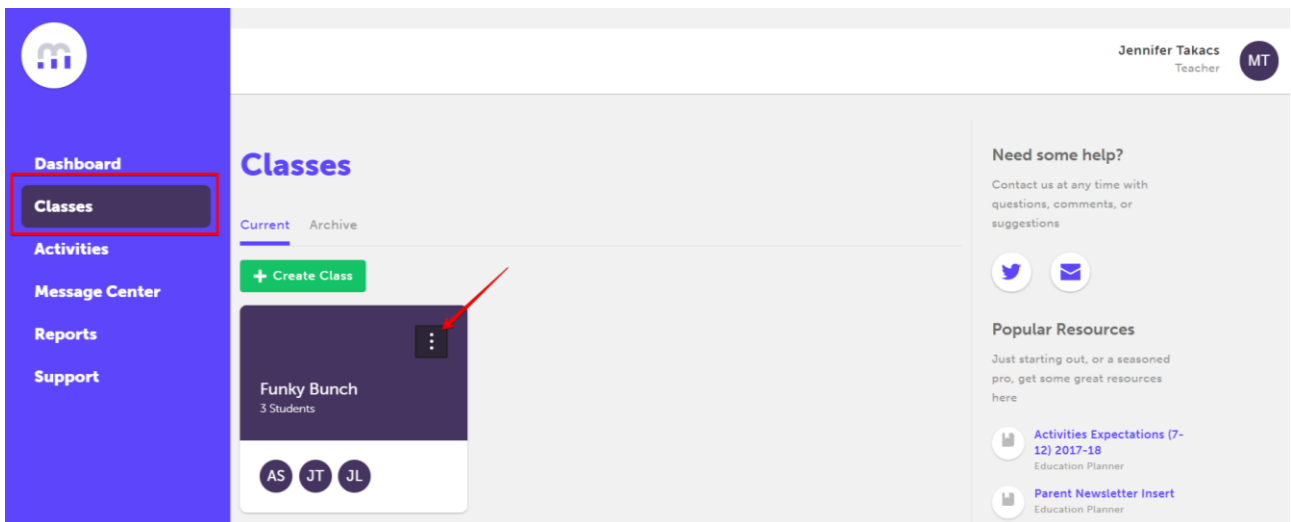 m
Jennifer Takacs
Teacher
MT
Dashboard
Classes
Activities
Message Center
Reports
Support
Classes
Current Archive
+ Create Class
Funky Bunch
3 Students
AS JT JL
Need some help?
Contact us at any time with
questions, comments, or
suggestions
Popular Resources
Just starting out, or a seasoned
pro, get some great resources
here
Activities Expectations (7-
12) 2017-18
Education Planner
Parent Newsletter Insert
Education Planner